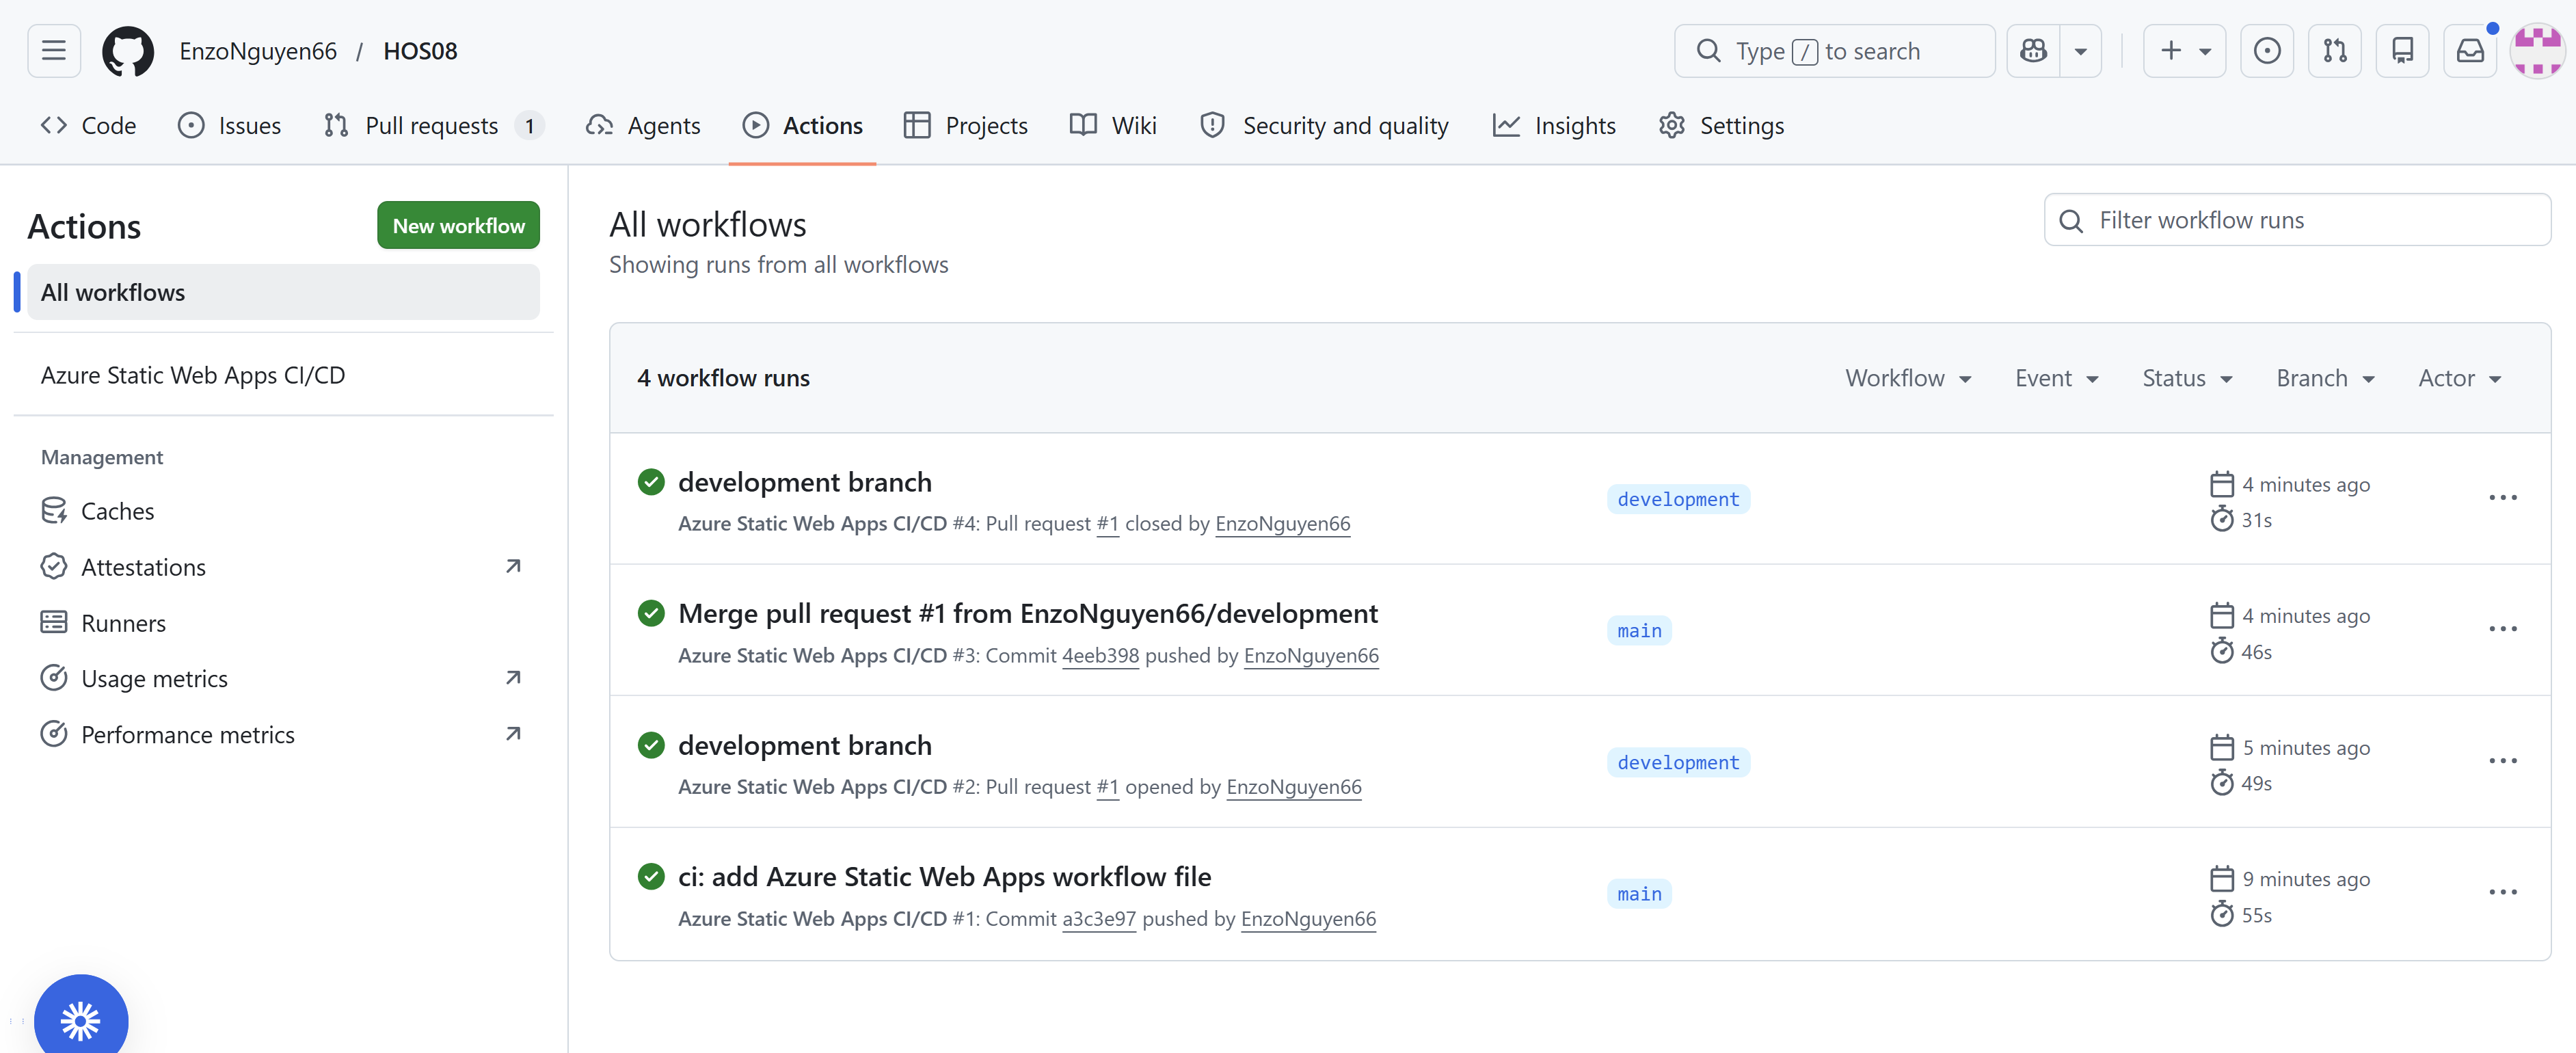 EnzoNguyen66 / HOS08
Type / to search
Code
Issues
Pull requests 1
Agents
Actions
Projects
Wiki
Security and quality
Insights
Settings
Actions
New workflow
All workflows
Azure Static Web Apps CI/CD
Management
Caches
Attestations
Runners
Usage metrics
Performance metrics
All workflows
Showing runs from all workflows
Filter workflow runs
4 workflow runs
Workflow
Event
Status
Branch
Actor
development branch
Azure Static Web Apps CI/CD #4: Pull request #1 closed by EnzoNguyen66
development
4 minutes ago
31s
Merge pull request #1 from EnzoNguyen66/development
Azure Static Web Apps CI/CD #3: Commit 4eeb398 pushed by EnzoNguyen66
main
4 minutes ago
46s
development branch
Azure Static Web Apps CI/CD #2: Pull request #1 opened by EnzoNguyen66
development
5 minutes ago
49s
ci: add Azure Static Web Apps workflow file
Azure Static Web Apps CI/CD #1: Commit a3c3e97 pushed by EnzoNguyen66
main
9 minutes ago
55s